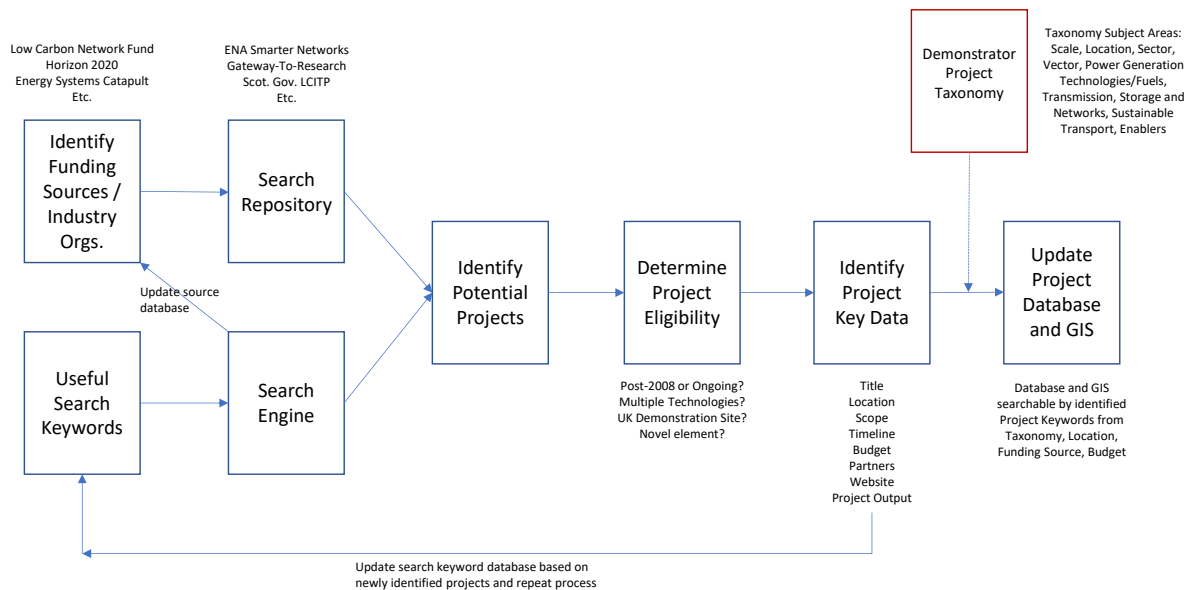 Low Carbon Network Fund
Horizon 2020
Energy Systems Catapult
Etc.
ENA Smarter Networks
Gateway-To-Research
Scot. Gov. LCITP
Etc.
Demonstrator
Project
Taxonomy
Taxonomy Subject Areas:
Scale, Location, Sector,
Vector, Power Generation
Technologies/Fuels,
Transmission, Storage and
Networks, Sustainable
Transport, Enablers
Identify
Funding
Sources /
Industry
Orgs.
Search
Repository
Update source
database
Useful
Search
Keywords
Search
Engine
Identify
Potential
Projects
Determine
Project
Eligibility
Identify
Project
Key Data
Update
Project
Database
and GIS
Post-2008 or Ongoing?
Multiple Technologies?
UK Demonstration Site?
Novel element?
Title
Location
Scope
Timeline
Budget
Partners
Website
Project Output
Database and GIS
searchable by identified
Project Keywords from
Taxonomy, Location,
Funding Source, Budget
Update search keyword database based on
newly identified projects and repeat process